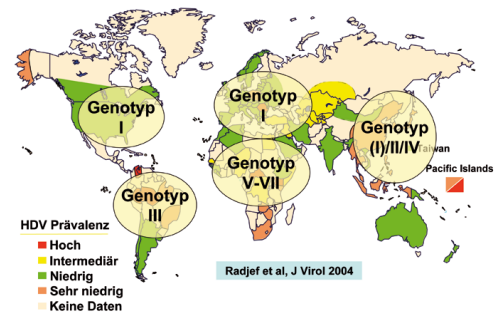 Genotyp
I
Genotyp
I
Genotyp
(I)/II/IV
Taiwan
Genotyp
V-VII
Pacific Islands
Genotyp
III
HDV Prävalenz
Hoch
Intermediär
Niedrig
Sehr niedrig
Keine Daten
Radjef et al, J Virol 2004